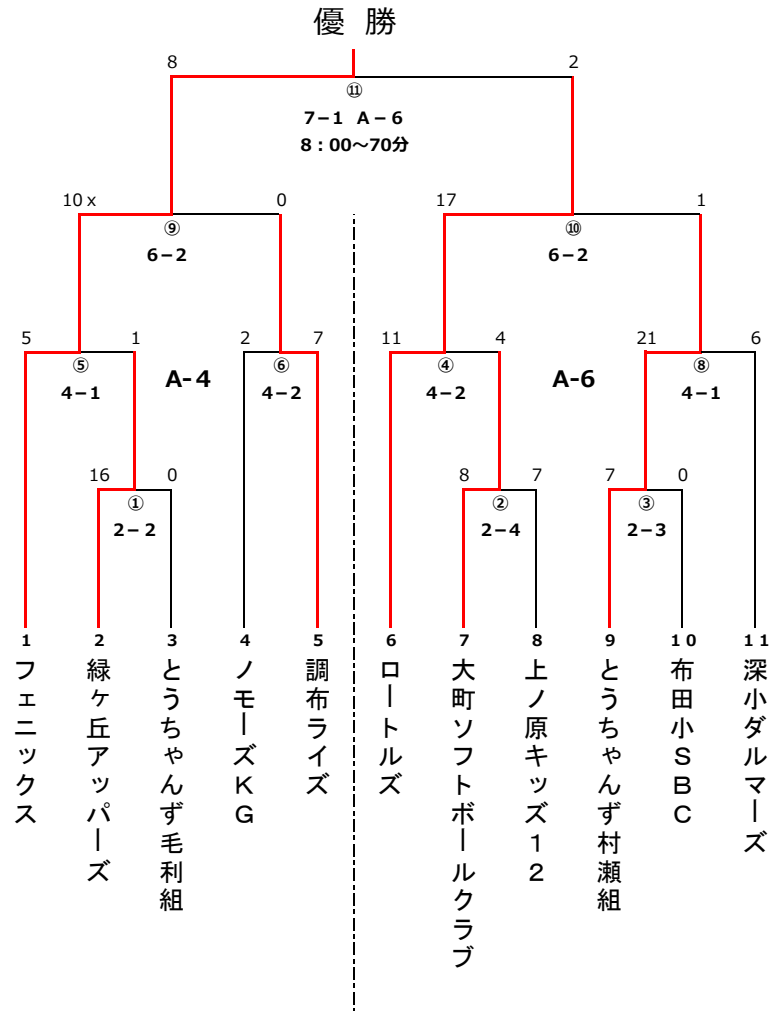 優 勝
8 2
⑪
7−1 A−6
8：00～70分
10x 0 17 1
⑨ ⑩
6−2 6−2
5 1 2 7 11 4 21 6
⑤ ⑥ ④ ⑧
A-4 A-6
4−1 4−2 4−2 4−1
16 0 8 7 7 0
① ② ③
2−2 2−4 2−3
1 2 3 4 5 6 7 8 9 10 11
フェニックス
緑ヶ丘アッパーズ
とうちゃんず毛利組
ノモーズKG
調布ライズ
ロートルズ
大町ソフトボールクラブ
上ノ原キッズ12
とうちゃんず村瀬組
布田小SBC
深小ダルマーズ